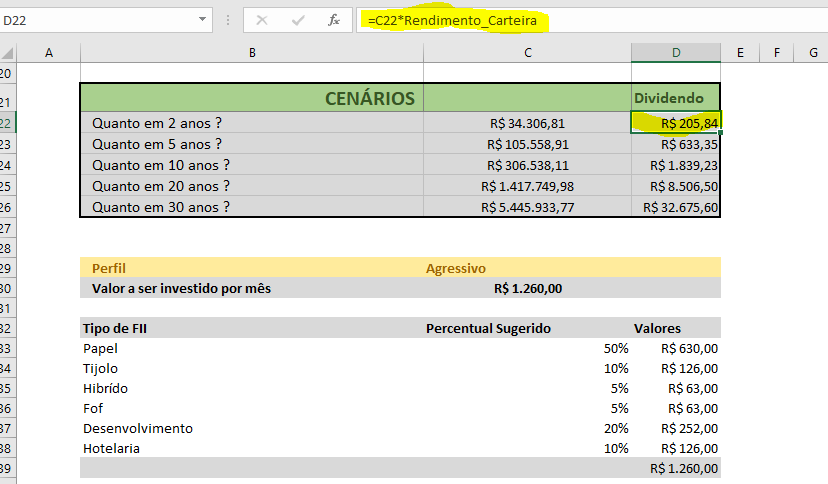 D22 fx =C22*Rendimento_Carteira
A B C D E F G
20
21 CENÁRIOS Dividendo
22 Quanto em 2 anos ? R$ 34.306,81 R$ 205,84
23 Quanto em 5 anos ? R$ 105.558,91 R$ 633,35
24 Quanto em 10 anos ? R$ 306.538,11 R$ 1.839,23
25 Quanto em 20 anos ? R$ 1.417.749,98 R$ 8.506,50
26 Quanto em 30 anos ? R$ 5.445.933,77 R$ 32.675,60
27
28
29 Perfil Agressivo
30 Valor a ser investido por mês R$ 1.260,00
31
32 Tipo de FII Percentual Sugerido Valores
33 Papel 50% R$ 630,00
34 Tijolo 10% R$ 126,00
35 Hibrído 5% R$ 63,00
36 Fof 5% R$ 63,00
37 Desenvolvimento 20% R$ 252,00
38 Hotelaria 10% R$ 126,00
39 R$ 1.260,00